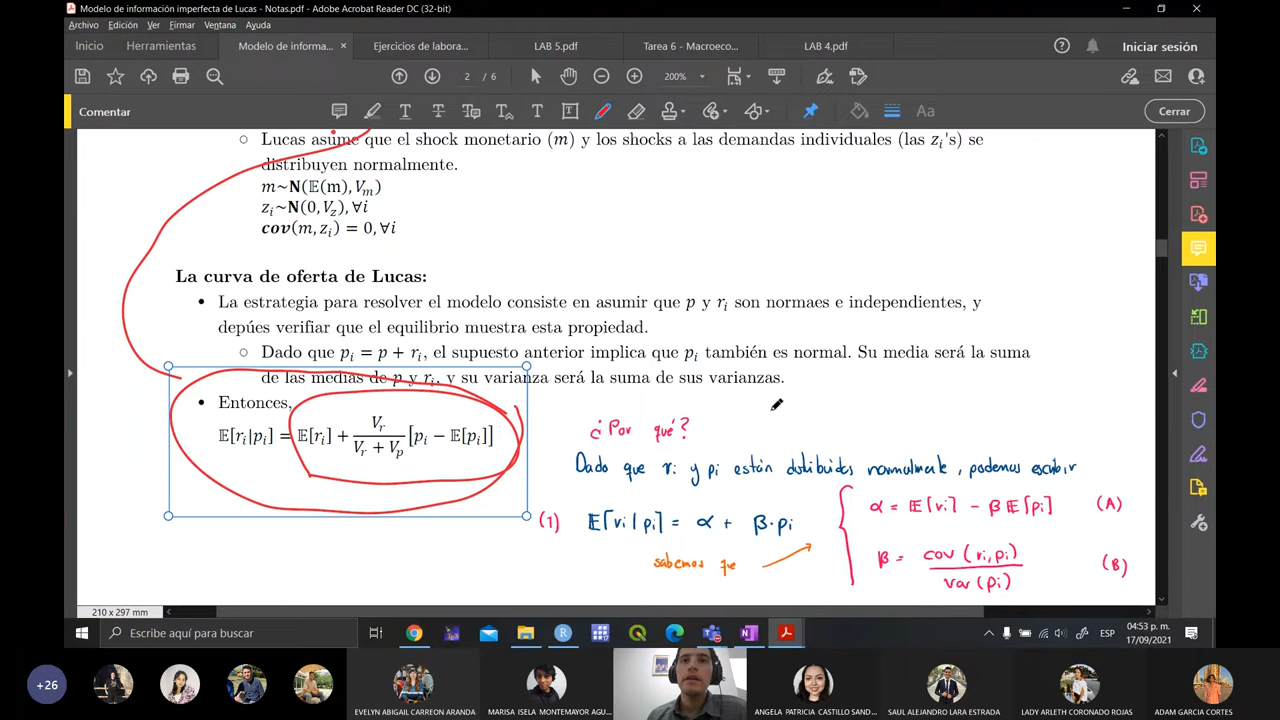 Modelo de información imperfecta de Lucas - Notas.pdf - Adobe Acrobat Reader DC (32-bit)
Archivo Edición Ver Firmar Ventana Ayuda
Inicio Herramientas Modelo de informa... × Ejercicios de labora... LAB 5.pdf Tarea 6 - Macroeco... LAB 4.pdf Iniciar sesión
2 / 6 200%
Comentar Cerrar
Lucas asume que el shock monetario (m) y los shocks a las demandas individuales (las z_i's) se
distribuyen normalmente.
m~N(𝔼(m), V_m)
z_i~N(0, V_z), ∀i
cov(m, z_i) = 0, ∀i
La curva de oferta de Lucas:
• La estrategia para resolver el modelo consiste en asumir que p y r_i son normaes e independientes, y
depúes verifiar que el equilibrio muestra esta propiedad.
Dado que p_i = p + r_i, el supuesto anterior implica que p_i también es normal. Su media será la suma
de las medias de p y r_i, y su varianza será la suma de sus varianzas.
• Entonces,
𝔼[r_i|p_i] = 𝔼[r_i] + V_r / (V_r + V_p) [p_i − 𝔼[p_i]]
¿Por qué?
Dado que ri y pi están distibuidos normalmente, podemos escribir
(1) 𝔼[ri | pi] = α + β·pi
sabemos que
α = 𝔼[ri] − β 𝔼[pi] (A)
β = cov(ri, pi) / var(pi) (B)
210 x 297 mm
Escribe aquí para buscar
ESP
04:53 p. m.
17/09/2021
+26
EVELYN ABIGAIL CARREON ARANDA
MARISA ISELA MONTEMAYOR AGU...
ANGELA PATRICIA CASTILLO SAND...
SAUL ALEJANDRO LARA ESTRADA
LADY ARLETH CORONADO ROJAS
ADAM GARCIA CORTES